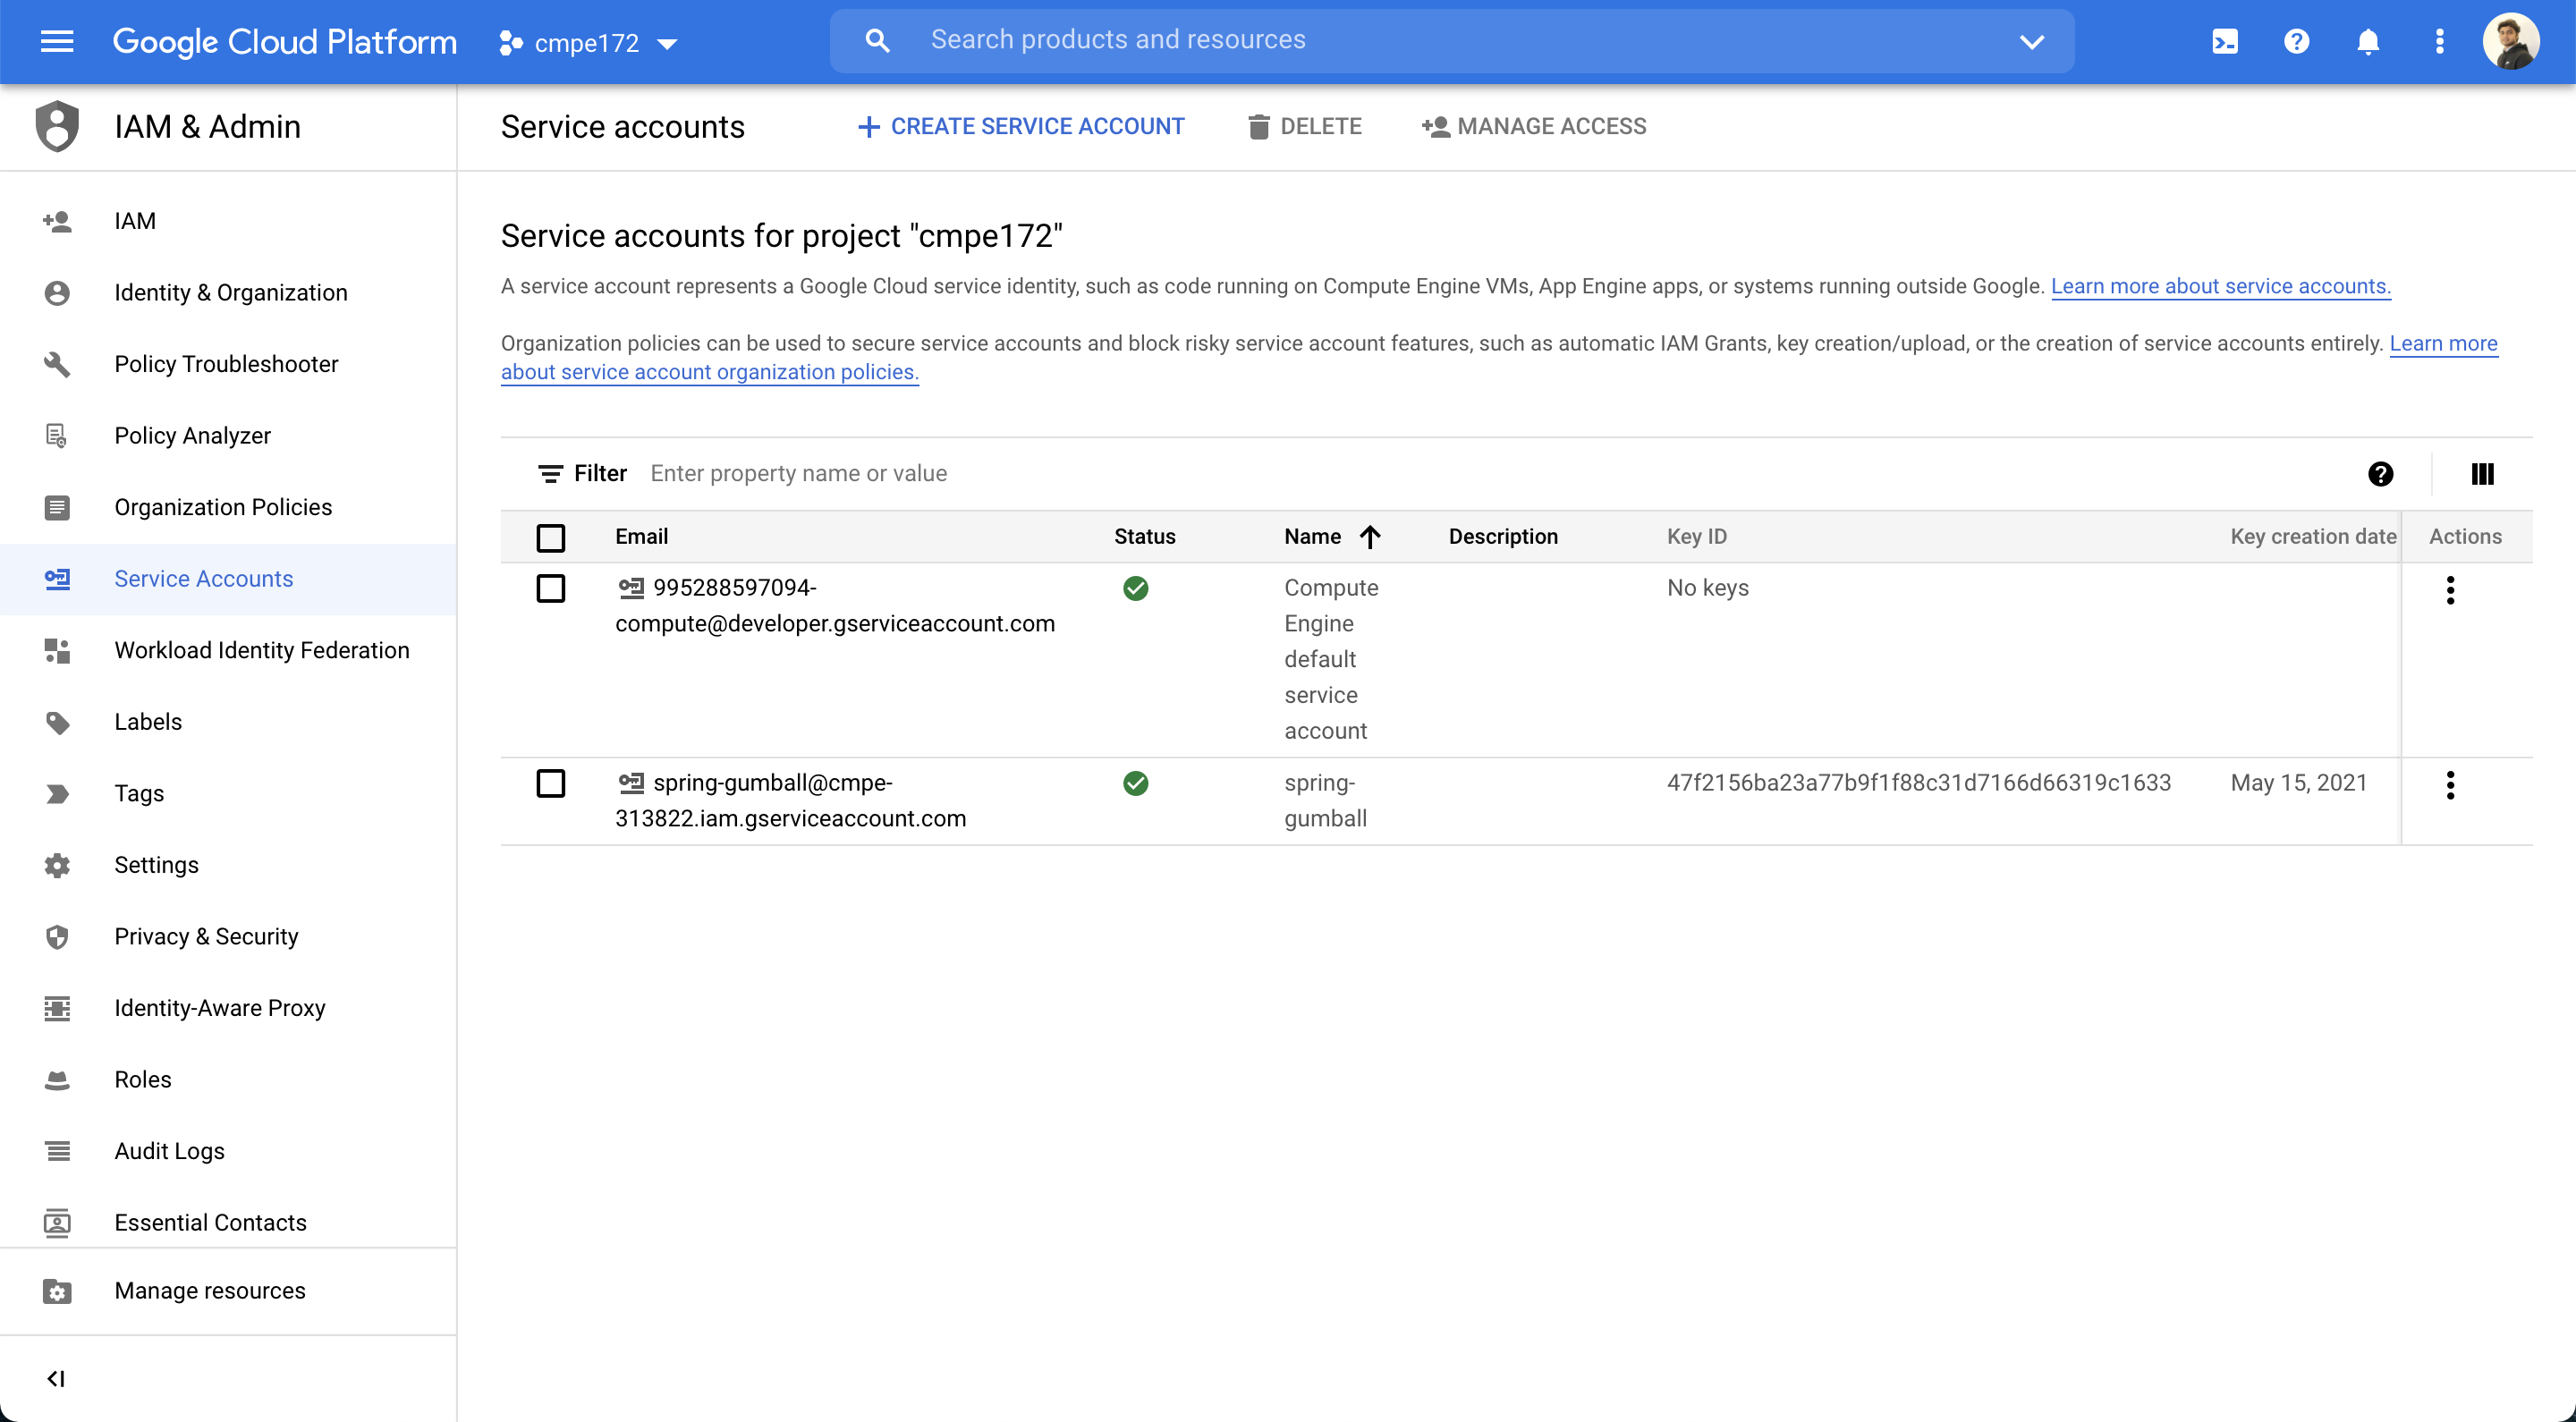 Google Cloud Platform
cmpe172
Search products and resources
IAM & Admin
Service accounts
CREATE SERVICE ACCOUNT
DELETE
MANAGE ACCESS
IAM
Identity & Organization
Policy Troubleshooter
Policy Analyzer
Organization Policies
Service Accounts
Workload Identity Federation
Labels
Tags
Settings
Privacy & Security
Identity-Aware Proxy
Roles
Audit Logs
Essential Contacts
Manage resources
Service accounts for project "cmpe172"
A service account represents a Google Cloud service identity, such as code running on Compute Engine VMs, App Engine apps, or systems running outside Google. Learn more about service accounts.
Organization policies can be used to secure service accounts and block risky service account features, such as automatic IAM Grants, key creation/upload, or the creation of service accounts entirely. Learn more
about service account organization policies.
Filter Enter property name or value
Email Status Name Description Key ID Key creation date Actions
995288597094- Compute No keys
compute@developer.gserviceaccount.com Engine
default
service
account
spring-gumball@cmpe- spring- 47f2156ba23a77b9f1f88c31d7166d66319c1633 May 15, 2021
313822.iam.gserviceaccount.com gumball